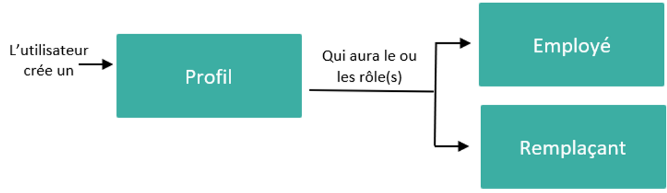 L'utilisateur
crée un
Profil
Qui aura le ou
les rôle(s)
Employé
Remplaçant